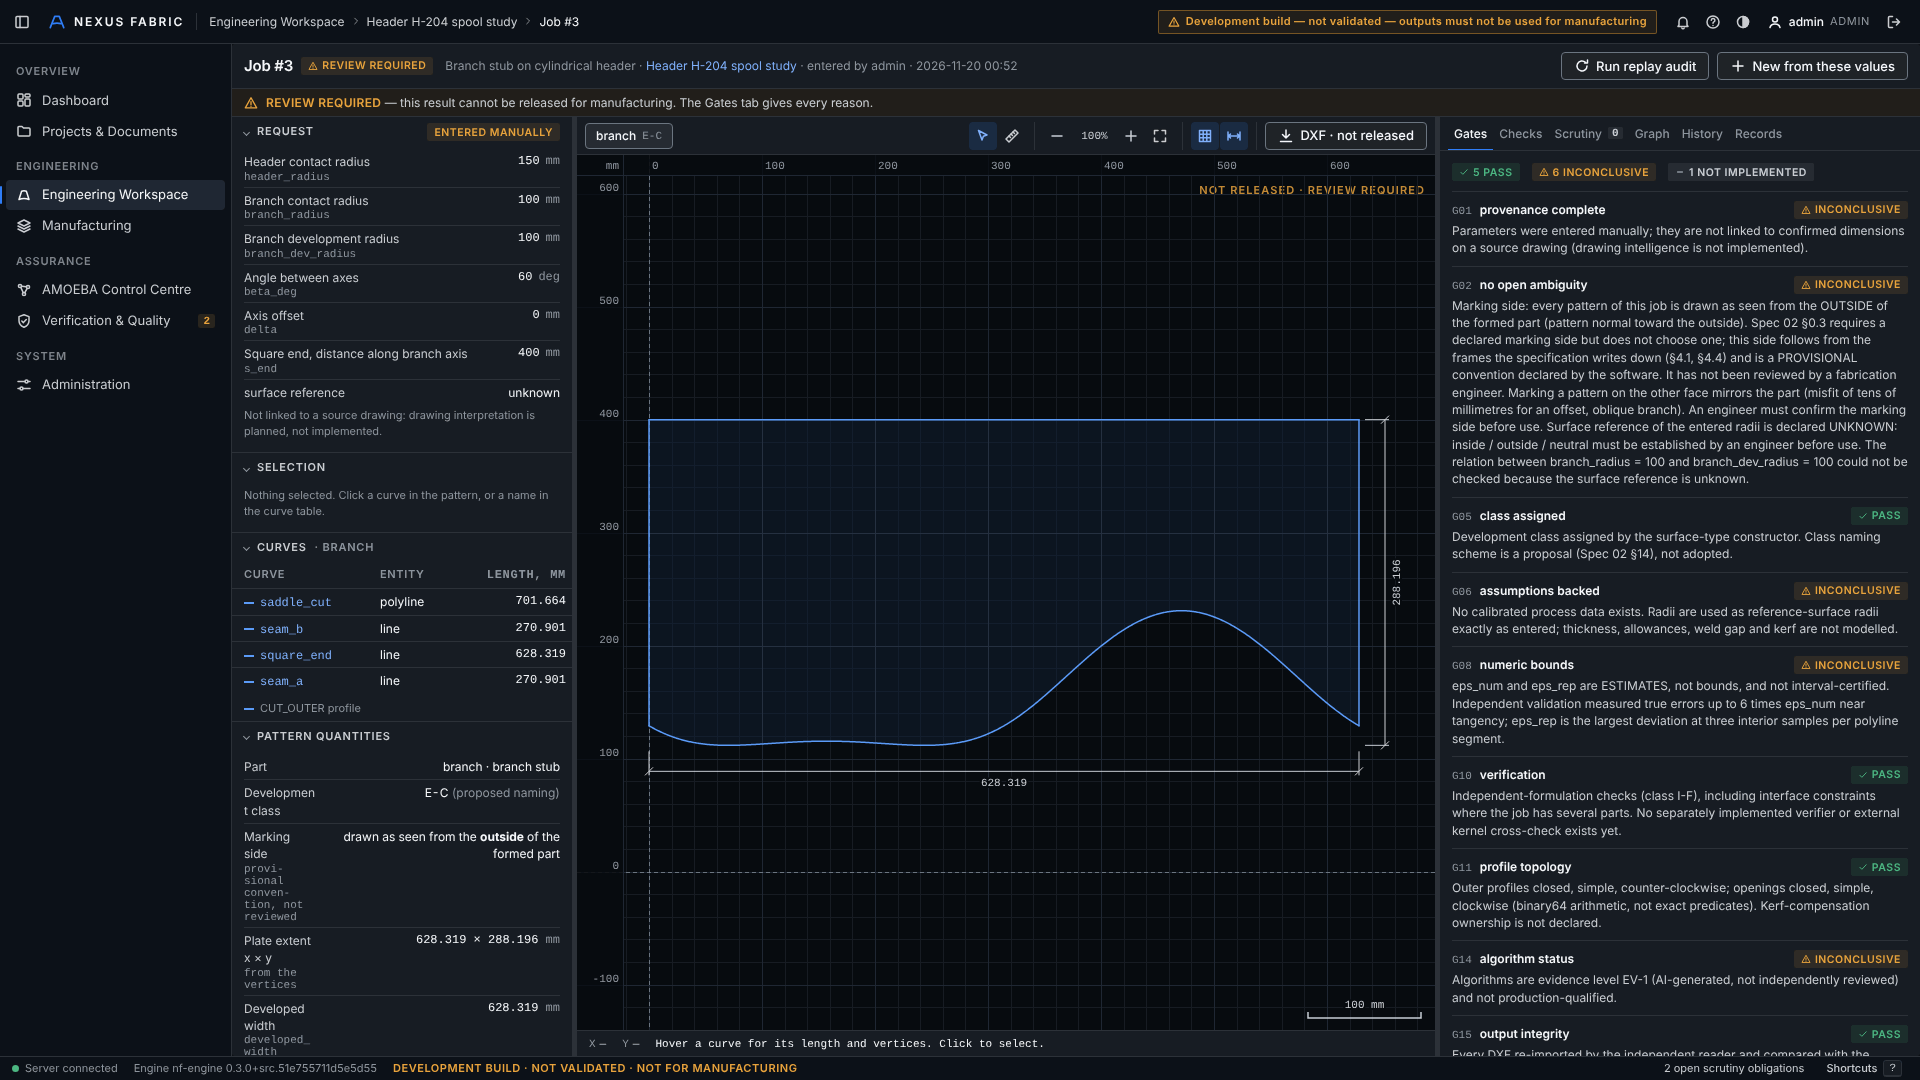 NEXUS FABRIC
Engineering Workspace › Header H-204 spool study › Job #3
Development build — not validated — outputs must not be used for manufacturing
admin ADMIN
OVERVIEW
Dashboard
Projects & Documents
ENGINEERING
Engineering Workspace
Manufacturing
ASSURANCE
AMOEBA Control Centre
Verification & Quality 2
SYSTEM
Administration
Job #3 REVIEW REQUIRED Branch stub on cylindrical header · Header H-204 spool study · entered by admin · 2026-11-20 00:52
Run replay audit
New from these values
REVIEW REQUIRED — this result cannot be released for manufacturing. The Gates tab gives every reason.
REQUEST ENTERED MANUALLY
Header contact radius 150 mm
header_radius
Branch contact radius 100 mm
branch_radius
Branch development radius 100 mm
branch_dev_radius
Angle between axes 60 deg
beta_deg
Axis offset 0 mm
delta
Square end, distance along branch axis 400 mm
s_end
surface reference unknown
Not linked to a source drawing: drawing interpretation is
planned, not implemented.
SELECTION
Nothing selected. Click a curve in the pattern, or a name in
the curve table.
CURVES · BRANCH
CURVE ENTITY LENGTH, MM
saddle_cut polyline 701.664
seam_b line 270.901
square_end line 628.319
seam_a line 270.901
CUT_OUTER profile
PATTERN QUANTITIES
Part branch · branch stub
Developmen E-C (proposed naming)
t class
Marking drawn as seen from the outside of the
side formed part
provi-
sional
conven-
tion, not
reviewed
Plate extent 628.319 × 288.196 mm
x × y
from the
vertices
Developed 628.319 mm
width
developed_
width
branch E-C
100%
DXF · not released
mm 0 100 200 300 400 500 600
600
NOT RELEASED · REVIEW REQUIRED
500
400
300
288.196
200
100
628.319
0
-100
100 mm
X — Y — Hover a curve for its length and vertices. Click to select.
Gates Checks Scrutiny 0 Graph History Records
5 PASS 6 INCONCLUSIVE 1 NOT IMPLEMENTED
G01 provenance complete INCONCLUSIVE
Parameters were entered manually; they are not linked to confirmed dimensions
on a source drawing (drawing intelligence is not implemented).
G02 no open ambiguity INCONCLUSIVE
Marking side: every pattern of this job is drawn as seen from the OUTSIDE of
the formed part (pattern normal toward the outside). Spec 02 §0.3 requires a
declared marking side but does not choose one; this side follows from the
frames the specification writes down (§4.1, §4.4) and is a PROVISIONAL
convention declared by the software. It has not been reviewed by a fabrication
engineer. Marking a pattern on the other face mirrors the part (misfit of tens of
millimetres for an offset, oblique branch). An engineer must confirm the marking
side before use. Surface reference of the entered radii is declared UNKNOWN:
inside / outside / neutral must be established by an engineer before use. The
relation between branch_radius = 100 and branch_dev_radius = 100 could not be
checked because the surface reference is unknown.
G05 class assigned PASS
Development class assigned by the surface-type constructor. Class naming
scheme is a proposal (Spec 02 §14), not adopted.
G06 assumptions backed INCONCLUSIVE
No calibrated process data exists. Radii are used as reference-surface radii
exactly as entered; thickness, allowances, weld gap and kerf are not modelled.
G08 numeric bounds INCONCLUSIVE
eps_num and eps_rep are ESTIMATES, not bounds, and not interval-certified.
Independent validation measured true errors up to 6 times eps_num near
tangency; eps_rep is the largest deviation at three interior samples per polyline
segment.
G10 verification PASS
Independent-formulation checks (class I-F), including interface constraints
where the job has several parts. No separately implemented verifier or external
kernel cross-check exists yet.
G11 profile topology PASS
Outer profiles closed, simple, counter-clockwise; openings closed, simple,
clockwise (binary64 arithmetic, not exact predicates). Kerf-compensation
ownership is not declared.
G14 algorithm status INCONCLUSIVE
Algorithms are evidence level EV-1 (AI-generated, not independently reviewed)
and not production-qualified.
G15 output integrity PASS
Every DXF re-imported by the independent reader and compared with the
Server connected Engine nf-engine 0.3.0+src.51e755711d5e5d55 DEVELOPMENT BUILD · NOT VALIDATED · NOT FOR MANUFACTURING
2 open scrutiny obligations Shortcuts ?